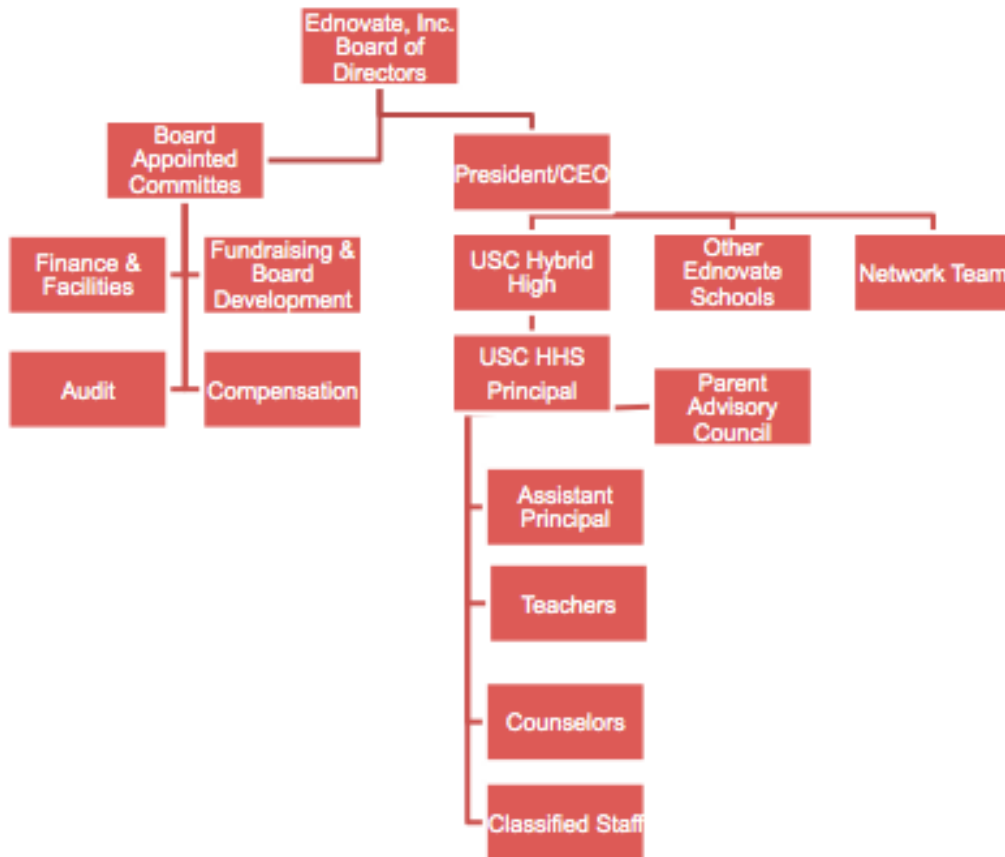 Ednovate, Inc.
Board of
Directors
Board
Appointed
Committes
President/CEO
Finance &
Facilities
Fundraising &
Board
Development
USC Hybrid
High
Other
Ednovate
Schools
Network Team
Audit
Compensation
USC HHS
Principal
Parent
Advisory
Council
Assistant
Principal
Teachers
Counselors
Classified Staff